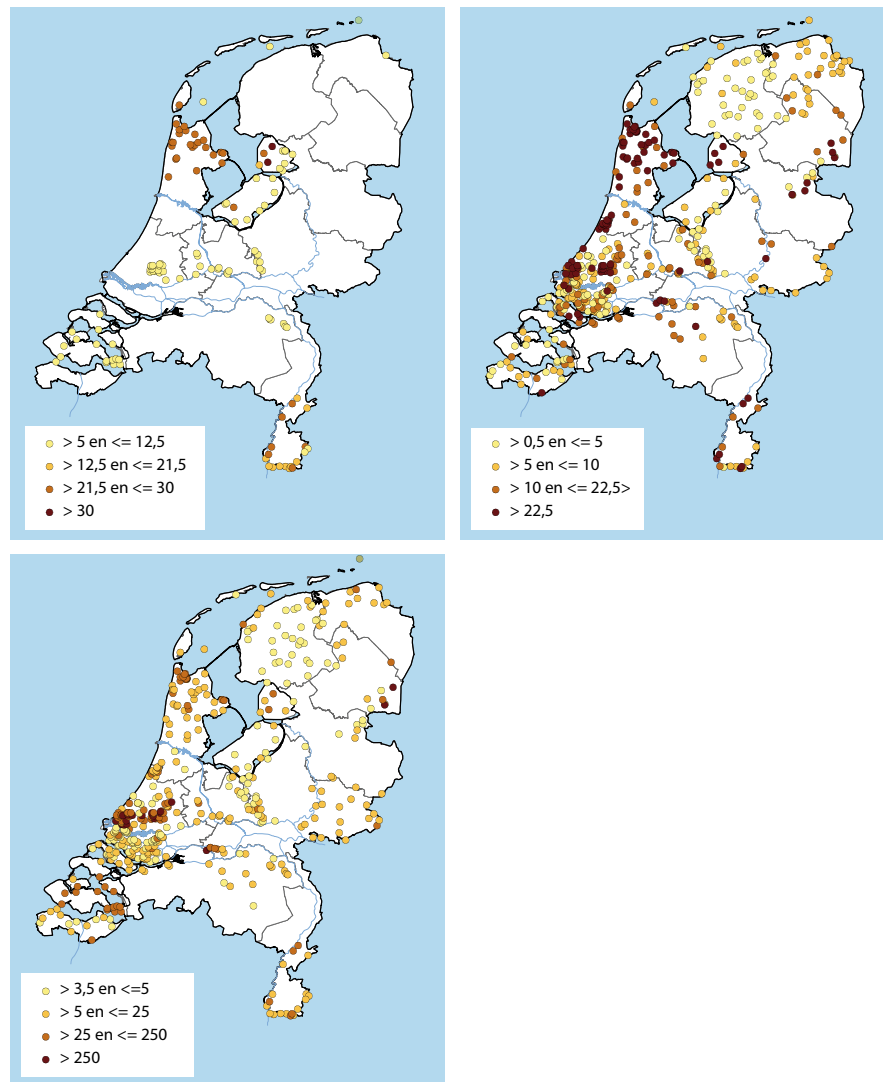 > 5 en <= 12,5
> 12,5 en <= 21,5
> 21,5 en <= 30
> 30
> 0,5 en <= 5
> 5 en <= 10
> 10 en <= 22,5>
> 22,5
> 3,5 en <=5
> 5 en <= 25
> 25 en <= 250
> 250